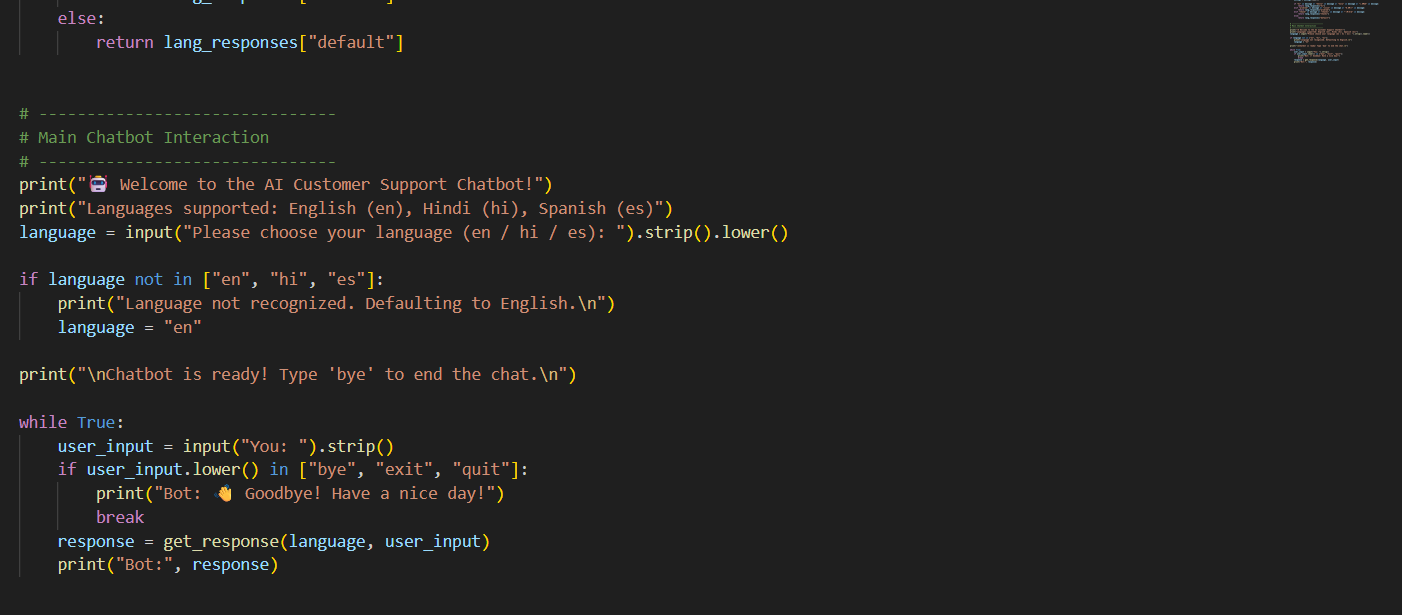 else:
return lang_responses["default"]
# -------------------------------
# Main Chatbot Interaction
# -------------------------------
print("🤖 Welcome to the AI Customer Support Chatbot!")
print("Languages supported: English (en), Hindi (hi), Spanish (es)")
language = input("Please choose your language (en / hi / es): ").strip().lower()
if language not in ["en", "hi", "es"]:
print("Language not recognized. Defaulting to English.\n")
language = "en"
print("\nChatbot is ready! Type 'bye' to end the chat.\n")
while True:
user_input = input("You: ").strip()
if user_input.lower() in ["bye", "exit", "quit"]:
print("Bot: 👋 Goodbye! Have a nice day!")
break
response = get_response(language, user_input)
print("Bot:", response)